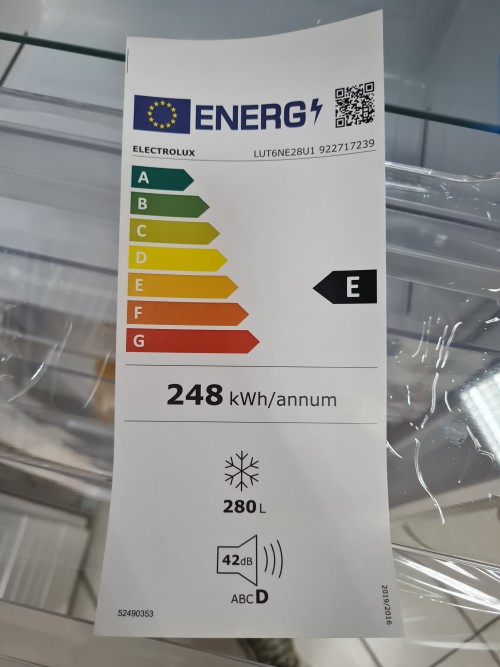 ENERG
ELECTROLUX
LUT6NE28U1 922717239
A
B
C
D
E
E
F
G
248 kWh/annum
280 L
42dB
ABCD
2019/2016
52490353